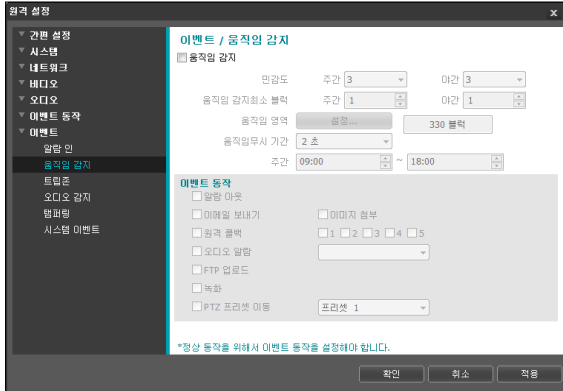 원격 설정 x
간편 설정
시스템
네트워크
비디오
오디오
이벤트 동작
이벤트
알람 인
움직임 감지
트립존
오디오 감지
탬퍼링
시스템 이벤트
이벤트 / 움직임 감지
움직임 감지
민감도 주간 3 야간 3
움직임 감지최소 블럭 주간 1 야간 1
움직임 영역 설정... 330 블럭
움직임무시 기간 2 초
주간 09:00 ~ 18:00
이벤트 동작
알람 아웃
이메일 보내기 이미지 첨부
원격 콜백 1 2 3 4 5
오디오 알람
FTP 업로드
녹화
PTZ 프리셋 이동 프리셋 1
*정상 동작을 위해서 이벤트 동작을 설정해야 합니다.
확인 취소 적용